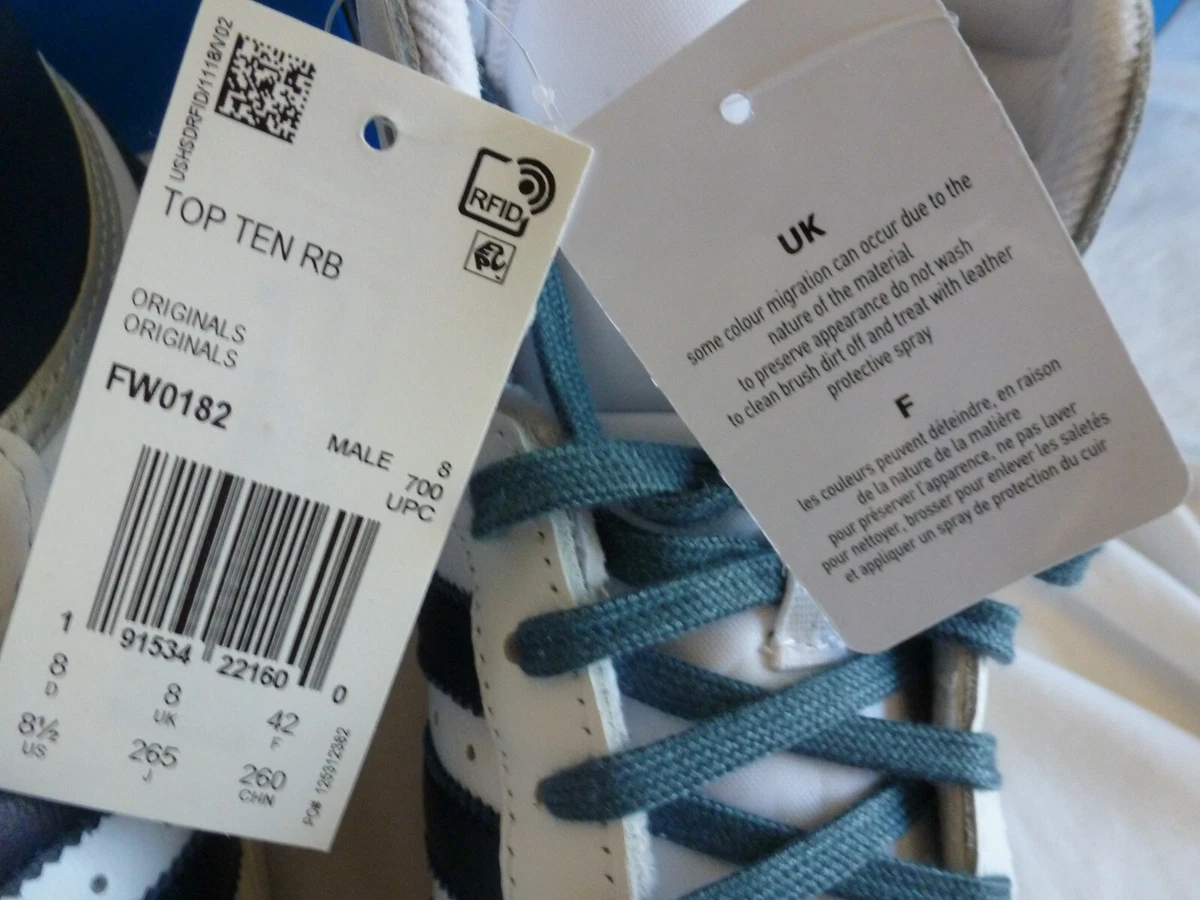 USHSDRFID/1118/V02
RFID
EPC
TOP TEN RB
ORIGINALS
ORIGINALS
FW0182
MALE 8
700
UPC
1 91534 22160 0
8 8 42
D UK F
8½ 265 260
US J CHN
UK
some colour migration can occur due to the
nature of the material
to preserve appearance do not wash
to clean brush dirt off and treat with leather
protective spray
F
les couleurs peuvent déteindre, en raison
de la nature de la matière
pour préserver l'apparence, ne pas laver
pour nettoyer, brosser pour enlever les saletés
et appliquer un spray de protection du cuir